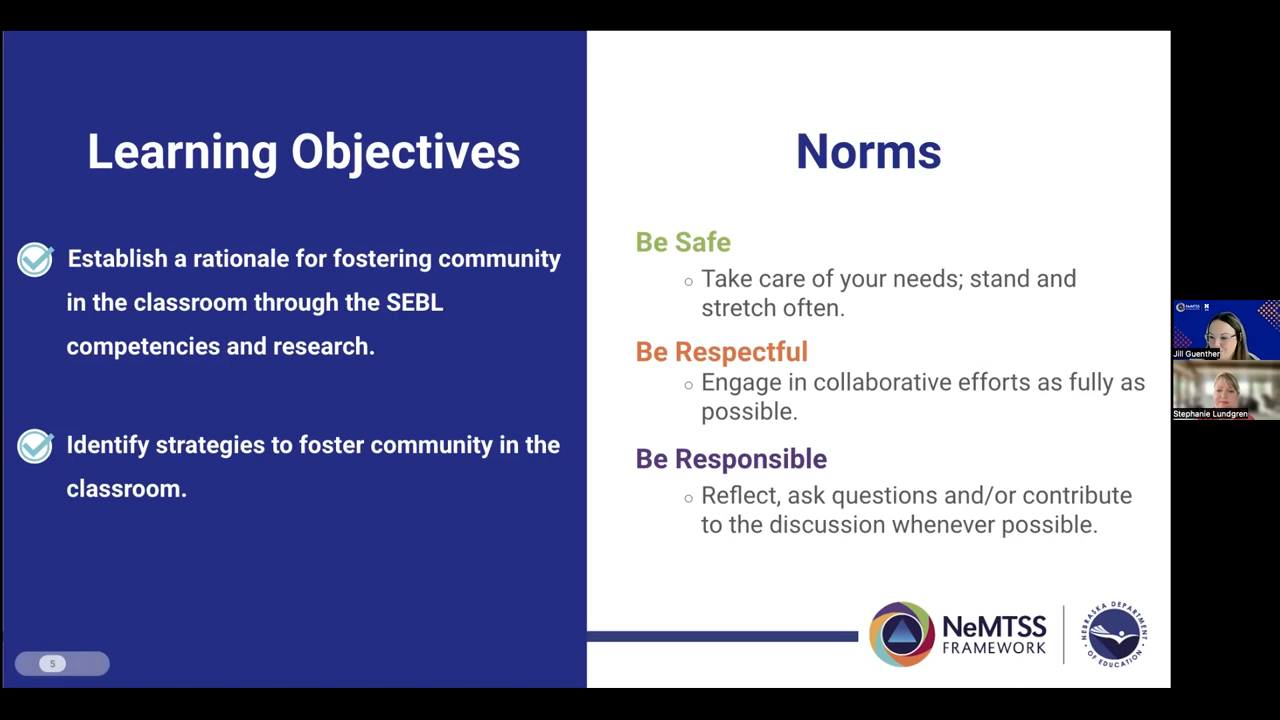 Learning Objectives
Establish a rationale for fostering community
in the classroom through the SEBL
competencies and research.
Identify strategies to foster community in the
classroom.
5
Norms
Be Safe
Take care of your needs; stand and
stretch often.
Be Respectful
Engage in collaborative efforts as fully as
possible.
Be Responsible
Reflect, ask questions and/or contribute
to the discussion whenever possible.
NeMTSS
FRAMEWORK
NEBRASKA DEPARTMENT
OF EDUCATION
NeMTSS
Jill Guenther
Stephanie Lundgren